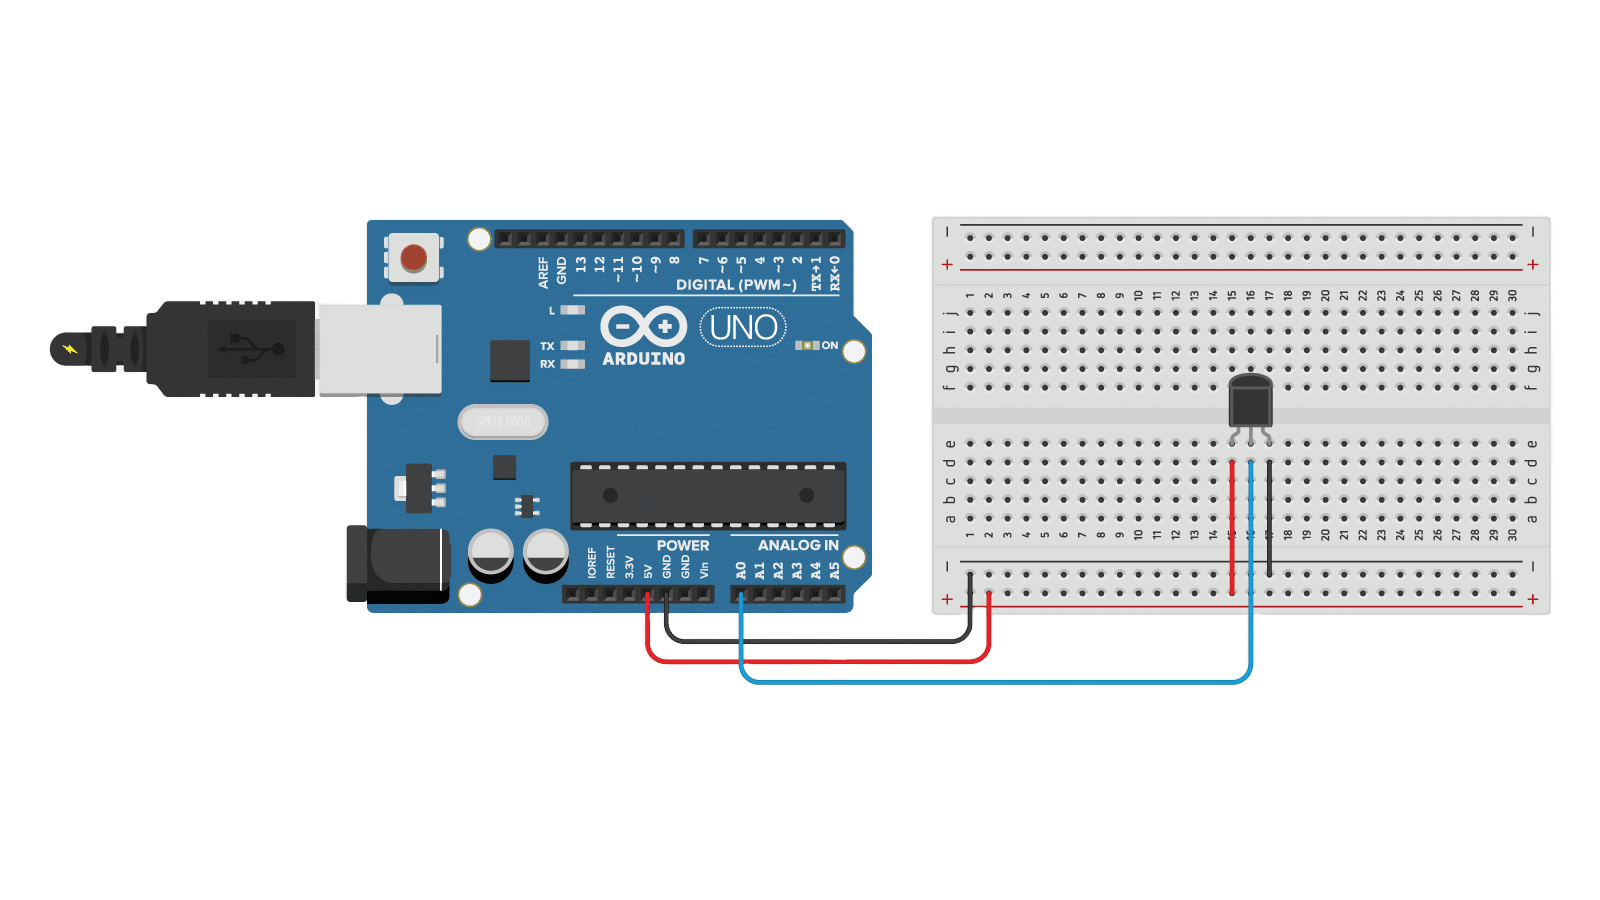 AREF
GND
13
12
~11
~10
~9
8
7
~6
~5
4
~3
2
TX→1
RX←0
DIGITAL (PWM~)
L
TX
RX
ARDUINO
UNO
ON
SPK16.000G
POWER
ANALOG IN
IOREF
RESET
3.3V
5V
GND
GND
Vin
A0
A1
A2
A3
A4
A5
− −
+ +
1 2 3 4 5 6 7 8 9 10 11 12 13 14 15 16 17 18 19 20 21 22 23 24 25 26 27 28 29 30
j j
i i
h h
g g
f f
e e
d d
c c
b b
a a
1 2 3 4 5 6 7 8 9 10 11 12 13 14 15 16 17 18 19 20 21 22 23 24 25 26 27 28 29 30
− −
+ +